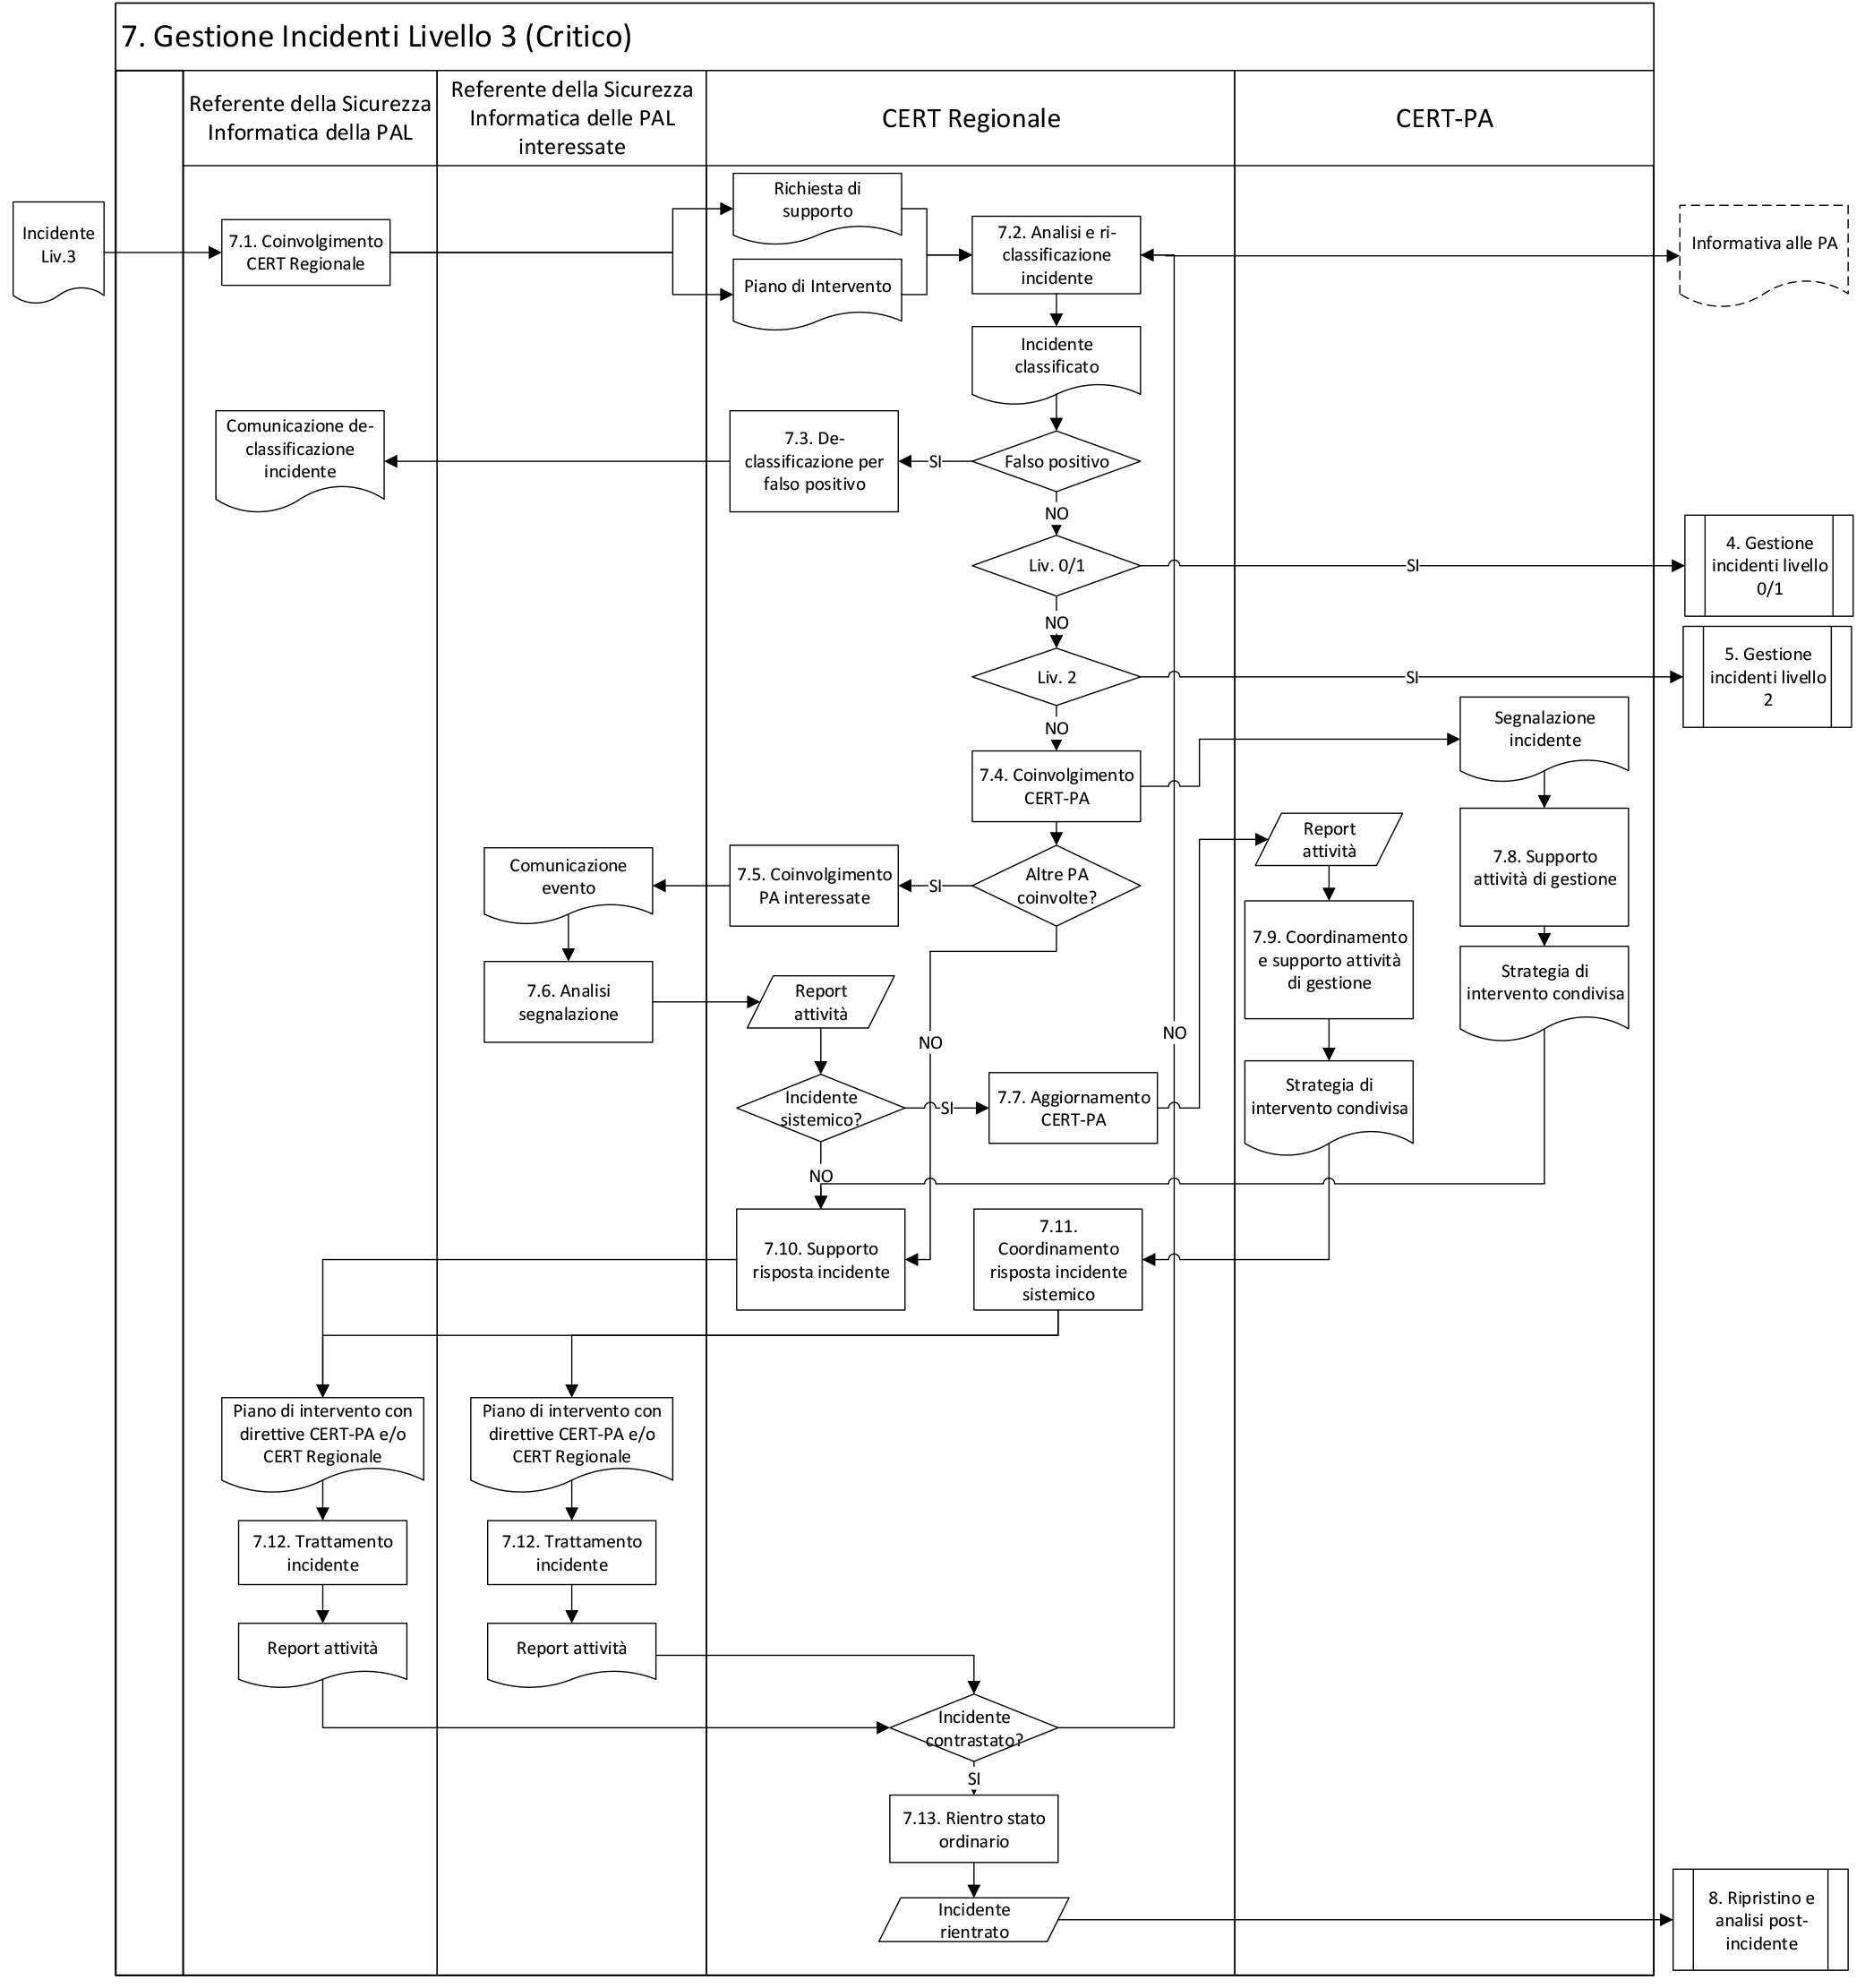 7. Gestione Incidenti Livello 3 (Critico)
Referente della Sicurezza
Informatica della PAL
Referente della Sicurezza
Informatica delle PAL
interessate
CERT Regionale
CERT-PA
Incidente
Liv.3
7.1. Coinvolgimento
CERT Regionale
Richiesta di
supporto
Piano di Intervento
7.2. Analisi e ri-
classificazione
incidente
Informativa alle PA
Incidente
classificato
Comunicazione de-
classificazione
incidente
7.3. De-
classificazione per
falso positivo
SI
Falso positivo
NO
Liv. 0/1
SI
4. Gestione
incidenti livello
0/1
NO
Liv. 2
SI
5. Gestione
incidenti livello
2
NO
7.4. Coinvolgimento
CERT-PA
Segnalazione
incidente
Report
attività
7.8. Supporto
attività di gestione
Comunicazione
evento
7.5. Coinvolgimento
PA interessate
SI
Altre PA
coinvolte?
7.9. Coordinamento
e supporto attività
di gestione
Strategia di
intervento condivisa
7.6. Analisi
segnalazione
Report
attività
NO
NO
Incidente
sistemico?
SI
7.7. Aggiornamento
CERT-PA
Strategia di
intervento condivisa
NO
7.10. Supporto
risposta incidente
7.11.
Coordinamento
risposta incidente
sistemico
Piano di intervento con
direttive CERT-PA e/o
CERT Regionale
Piano di intervento con
direttive CERT-PA e/o
CERT Regionale
7.12. Trattamento
incidente
7.12. Trattamento
incidente
Report attività
Report attività
Incidente
contrastato?
SI
7.13. Rientro stato
ordinario
Incidente
rientrato
8. Ripristino e
analisi post-
incidente